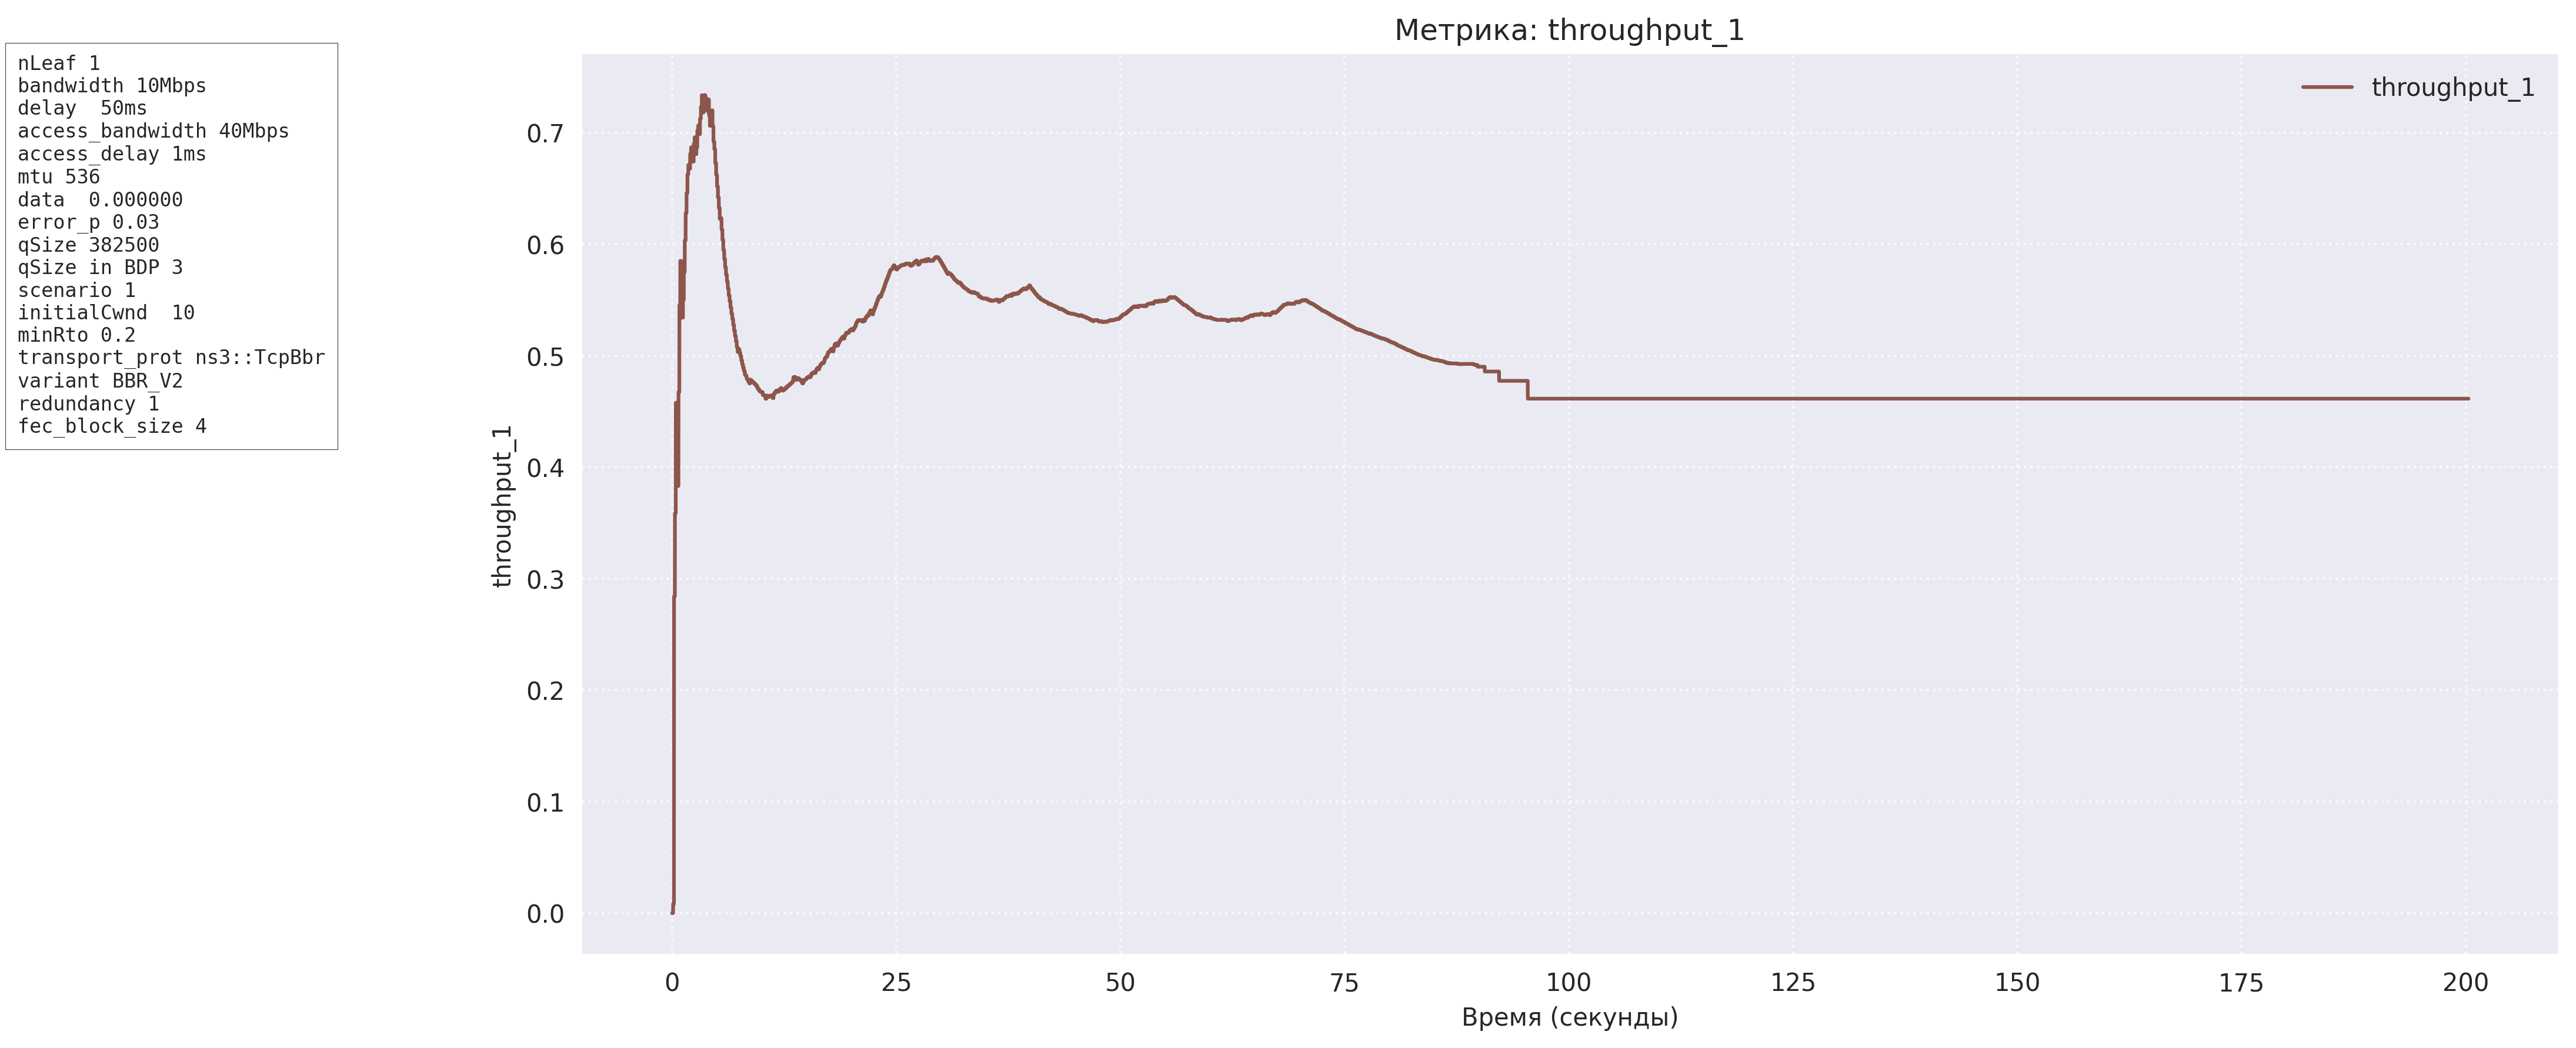 Метрика: throughput_1
nLeaf 1
bandwidth 10Mbps
delay  50ms
access_bandwidth 40Mbps
access_delay 1ms
mtu 536
data  0.000000
error_p 0.03
qSize 382500
qSize in BDP 3
scenario 1
initialCwnd  10
minRto 0.2
transport_prot ns3::TcpBbr
variant BBR_V2
redundancy 1
fec_block_size 4
throughput_1
0.7
0.6
0.5
0.4
0.3
0.2
0.1
0.0
throughput_1
0 25 50 75 100 125 150 175 200
Время (секунды)